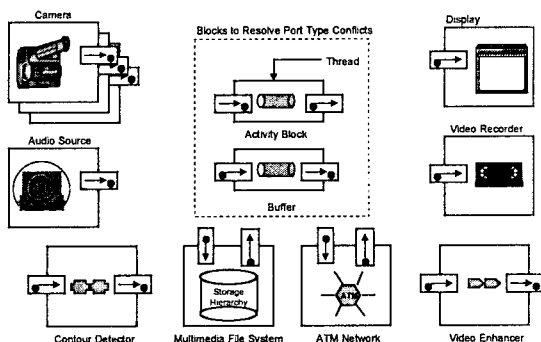 Camera
Blocks to Resolve Port Type Conflicts
Display
Thread
Activity Block
Audio Source
Video Recorder
Buffer
Storage
Hierarchy
ATM
Contour Detector
Multimedia File System
ATM Network
Video Enhancer